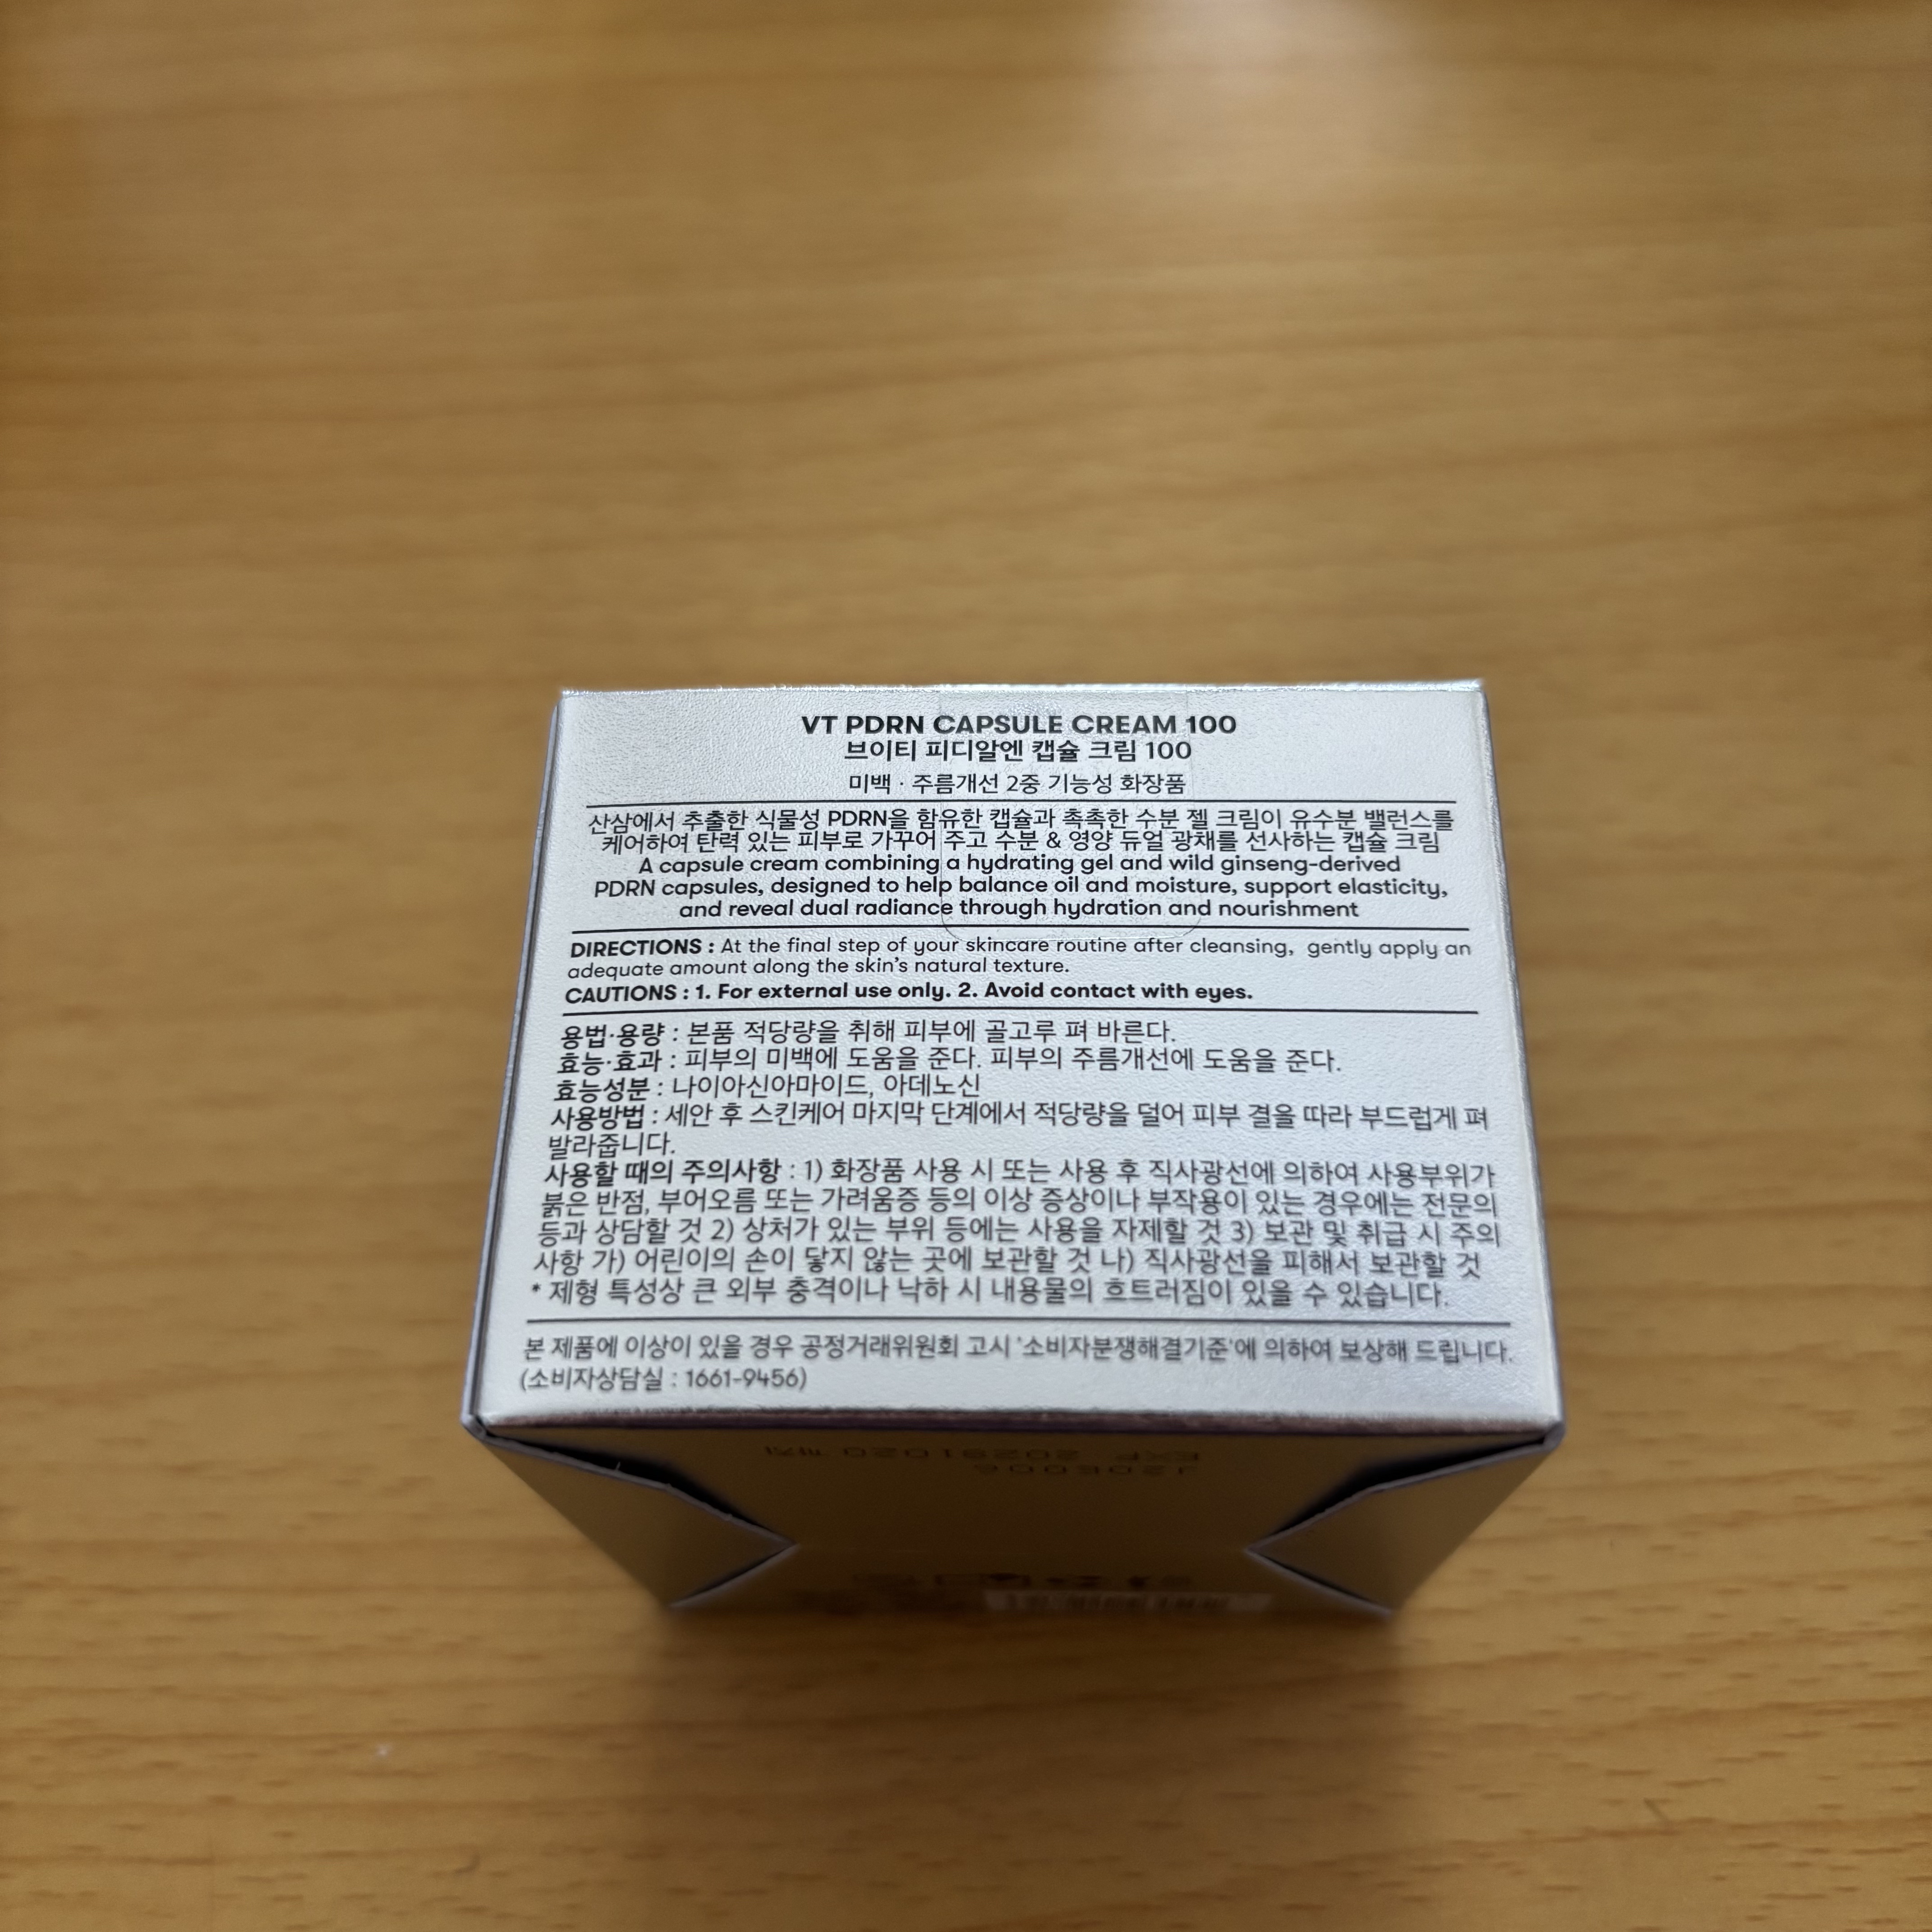 VT PDRN CAPSULE CREAM 100
브이티 피디알엔 캡슐 크림 100
미백 · 주름개선 2중 기능성 화장품
산삼에서 추출한 식물성 PDRN을 함유한 캡슐과 촉촉한 수분 젤 크림이 유수분 밸런스를
케어하여 탄력 있는 피부로 가꾸어 주고 수분 & 영양 듀얼 광채를 선사하는 캡슐 크림
A capsule cream combining a hydrating gel and wild ginseng-derived
PDRN capsules, designed to help balance oil and moisture, support elasticity,
and reveal dual radiance through hydration and nourishment
DIRECTIONS : At the final step of your skincare routine after cleansing, gently apply an
adequate amount along the skin's natural texture.
CAUTIONS : 1. For external use only. 2. Avoid contact with eyes.
용법·용량 : 본품 적당량을 취해 피부에 골고루 펴 바른다.
효능·효과 : 피부의 미백에 도움을 준다. 피부의 주름개선에 도움을 준다.
효능성분 : 나이아신아마이드, 아데노신
사용방법 : 세안 후 스킨케어 마지막 단계에서 적당량을 덜어 피부 결을 따라 부드럽게 펴
발라줍니다.
사용할 때의 주의사항 : 1) 화장품 사용 시 또는 사용 후 직사광선에 의하여 사용부위가
붉은 반점, 부어오름 또는 가려움증 등의 이상 증상이나 부작용이 있는 경우에는 전문의
등과 상담할 것 2) 상처가 있는 부위 등에는 사용을 자제할 것 3) 보관 및 취급 시 주의
사항 가) 어린이의 손이 닿지 않는 곳에 보관할 것 나) 직사광선을 피해서 보관할 것
* 제형 특성상 큰 외부 충격이나 낙하 시 내용물의 흐트러짐이 있을 수 있습니다.
본 제품에 이상이 있을 경우 공정거래위원회 고시 '소비자분쟁해결기준'에 의하여 보상해 드립니다.
(소비자상담실 : 1661-9456)